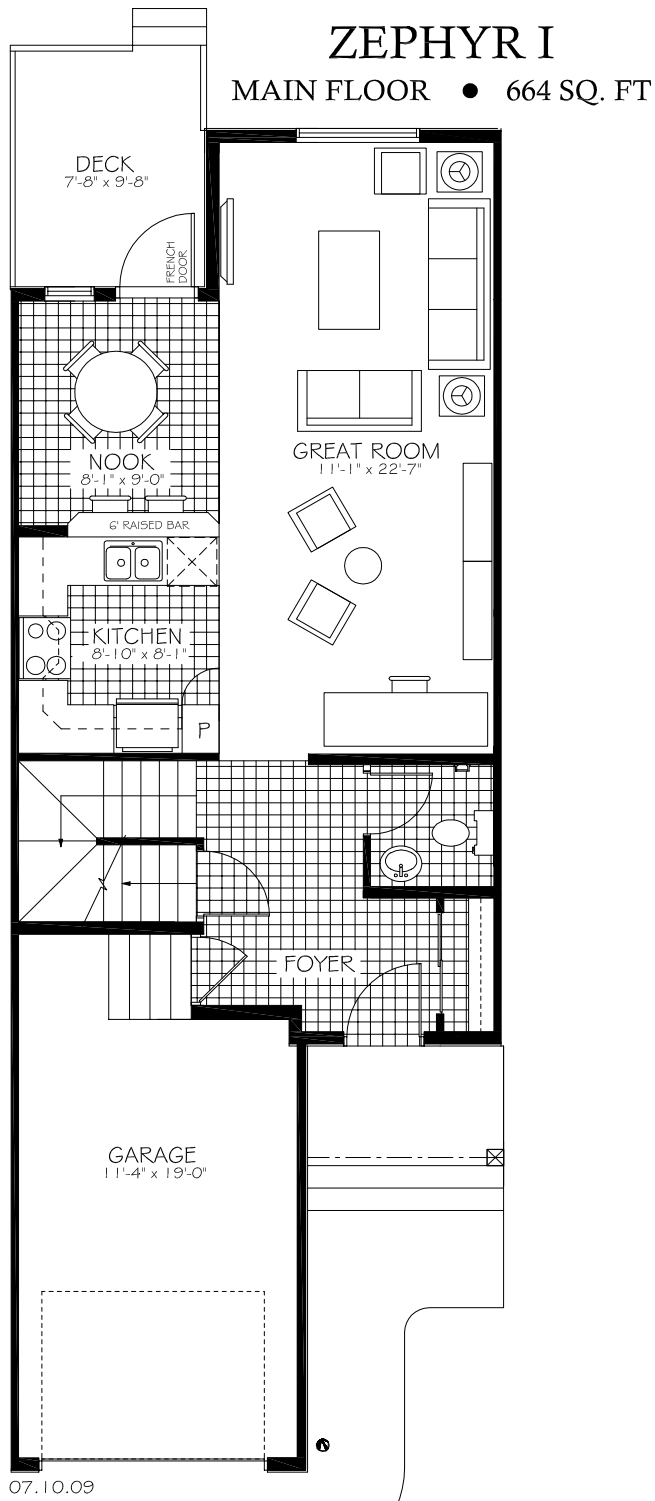 ZEPHYR I
MAIN FLOOR ● 664 SQ. FT
DECK
7'-8" x 9'-8"
FRENCH
DOOR
NOOK
8'-1" x 9'-0"
GREAT ROOM
11'-1" x 22'-7"
6' RAISED BAR
KITCHEN
8'-10" x 8'-1"
P
FOYER
GARAGE
11'-4" x 19'-0"
07.10.09